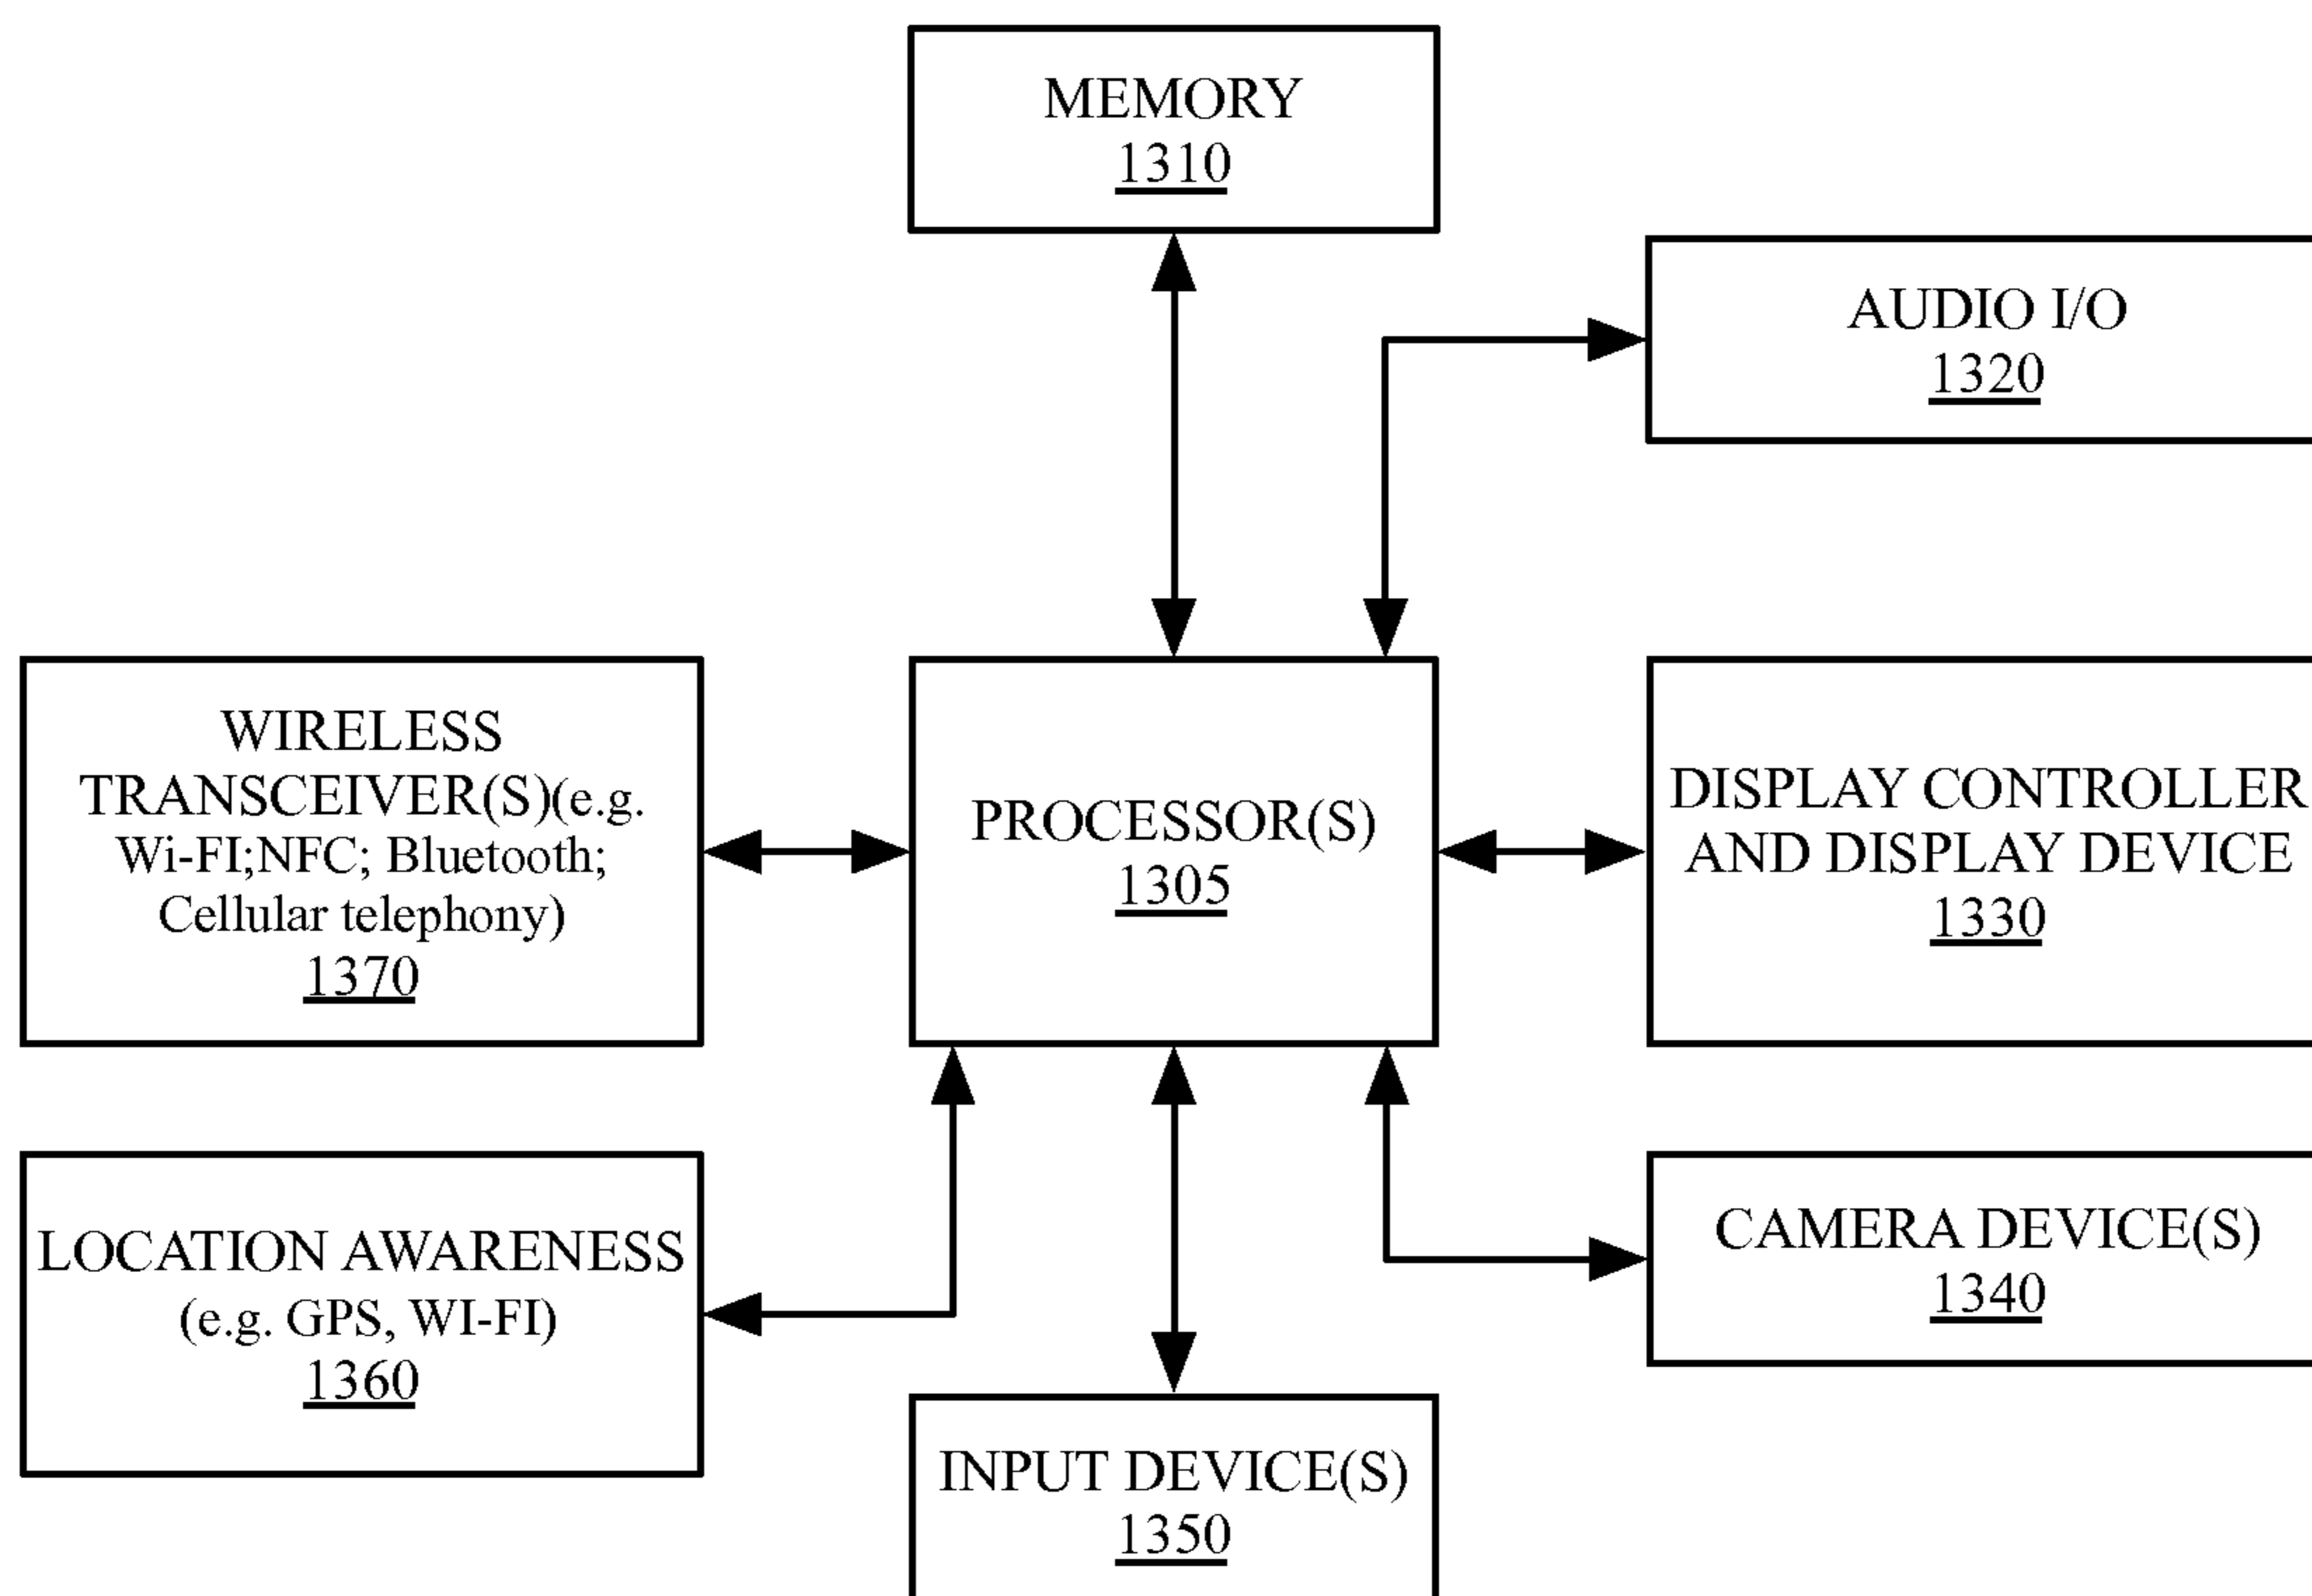 MEMORY
1310
AUDIO I/O
1320
WIRELESS
TRANSCEIVER(S)(e.g.
Wi-FI;NFC; Bluetooth;
Cellular telephony)
1370
PROCESSOR(S)
1305
DISPLAY CONTROLLER
AND DISPLAY DEVICE
1330
LOCATION AWARENESS
(e.g. GPS, WI-FI)
1360
CAMERA DEVICE(S)
1340
INPUT DEVICE(S)
1350